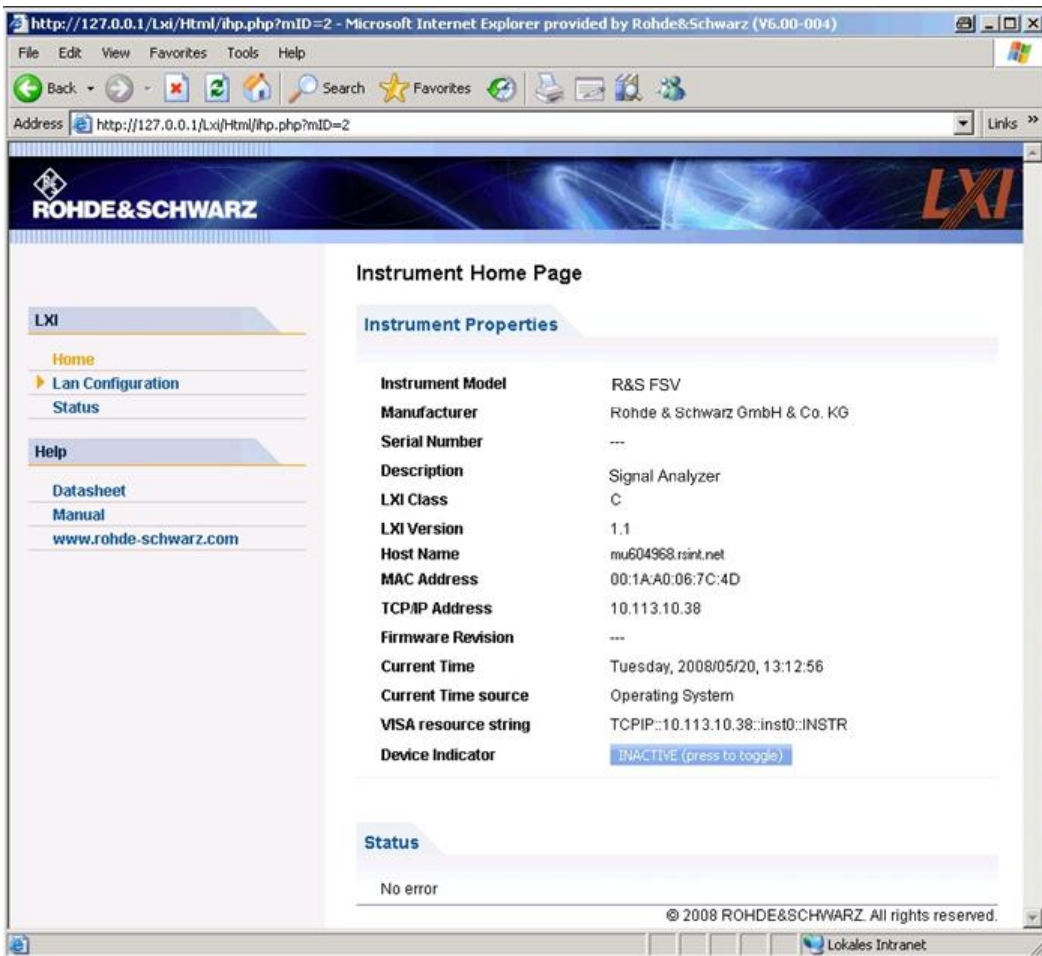 http://127.0.0.1/Lxi/Html/ihp.php?mID=2 - Microsoft Internet Explorer provided by Rohde&Schwarz (V6.00-004)
File Edit View Favorites Tools Help
Back Search Favorites
Address http://127.0.0.1/Lxi/Html/ihp.php?mID=2 Links »
ROHDE&SCHWARZ LXI
Instrument Home Page
LXI
Home
Lan Configuration
Status
Help
Datasheet
Manual
www.rohde-schwarz.com
Instrument Properties
Instrument Model R&S FSV
Manufacturer Rohde & Schwarz GmbH & Co. KG
Serial Number ---
Description Signal Analyzer
LXI Class C
LXI Version 1.1
Host Name mu604968.rsint.net
MAC Address 00:1A:A0:06:7C:4D
TCP/IP Address 10.113.10.38
Firmware Revision ---
Current Time Tuesday, 2008/05/20, 13:12:56
Current Time source Operating System
VISA resource string TCPIP::10.113.10.38::inst0::INSTR
Device Indicator INACTIVE (press to toggle)
Status
No error
© 2008 ROHDE&SCHWARZ. All rights reserved.
Lokales Intranet